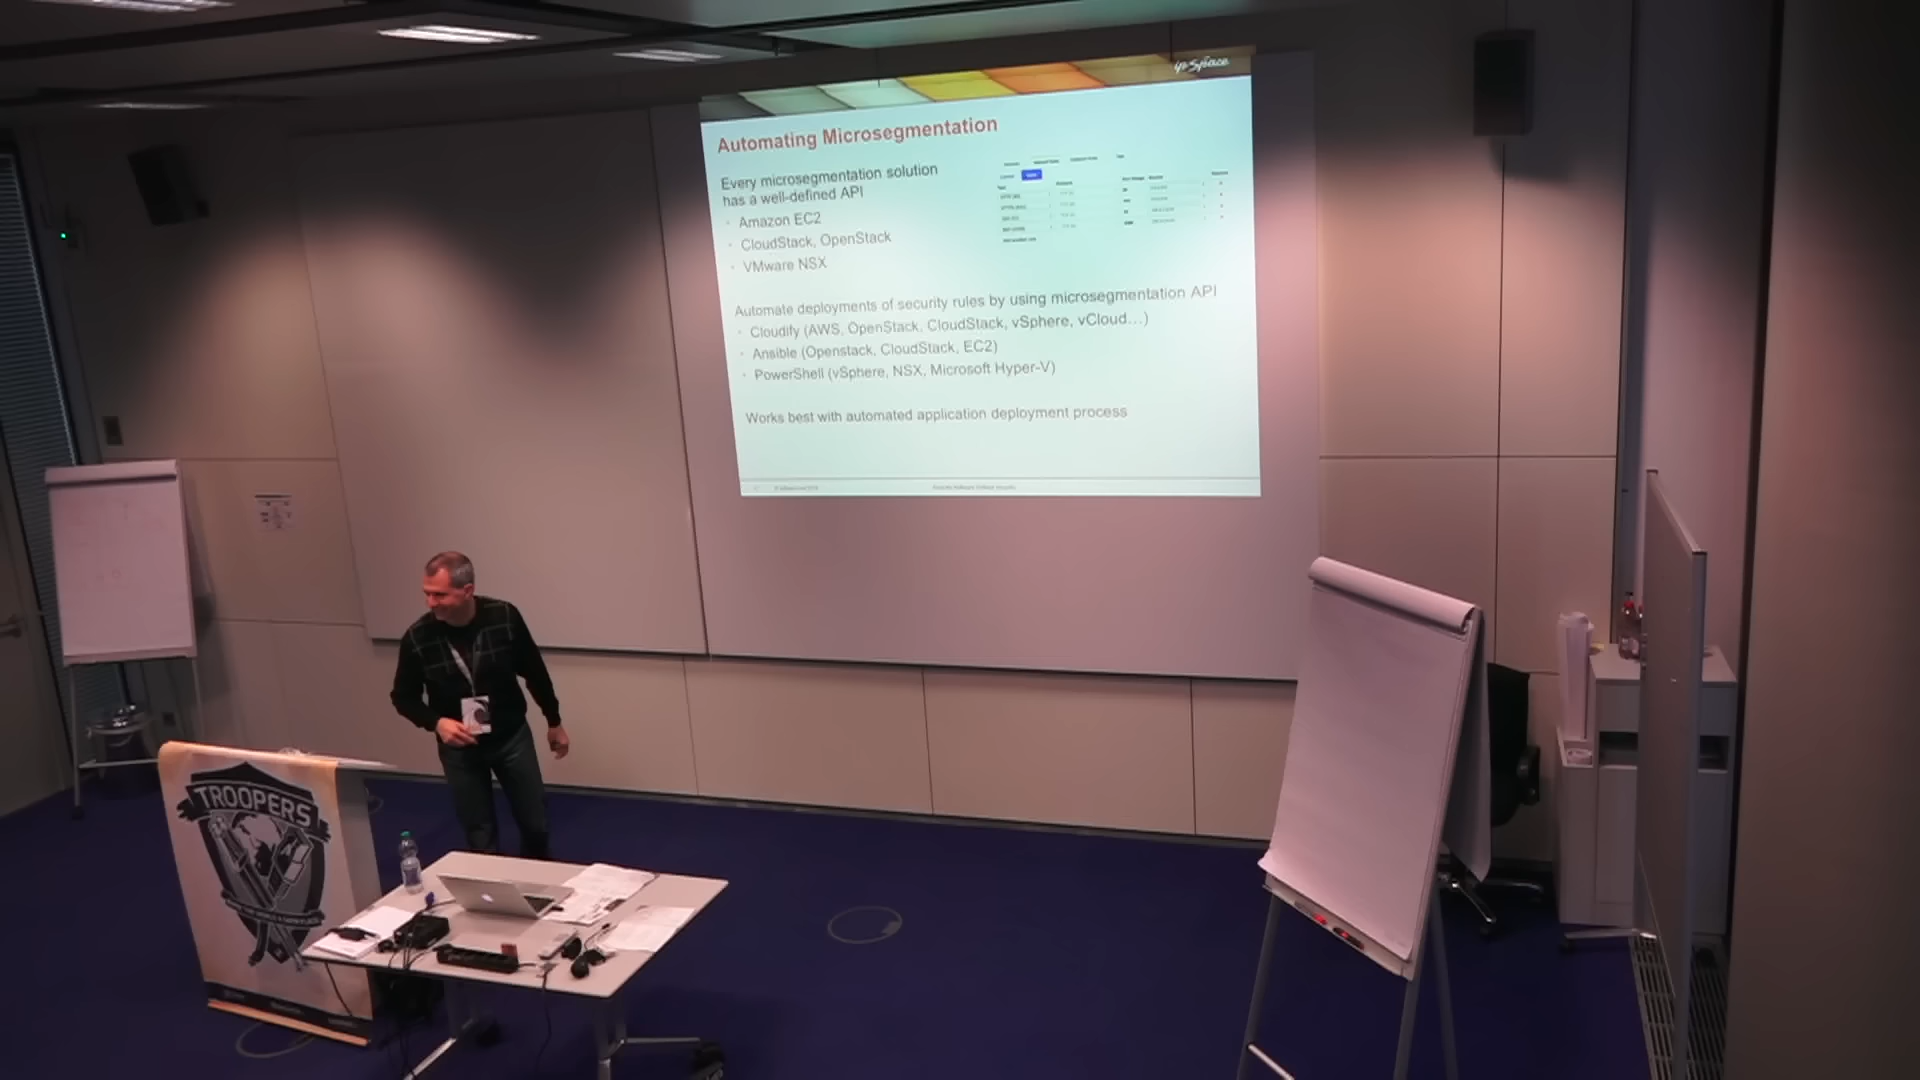 ipSpace
Automating Microsegmentation
Every microsegmentation solution
has a well-defined API
· Amazon EC2
· CloudStack, OpenStack
· VMware NSX
Automate deployments of security rules by using microsegmentation API
· Cloudify (AWS, OpenStack, CloudStack, vSphere, vCloud…)
· Ansible (Openstack, CloudStack, EC2)
· PowerShell (vSphere, NSX, Microsoft Hyper-V)
Works best with automated application deployment process
TROOPERS